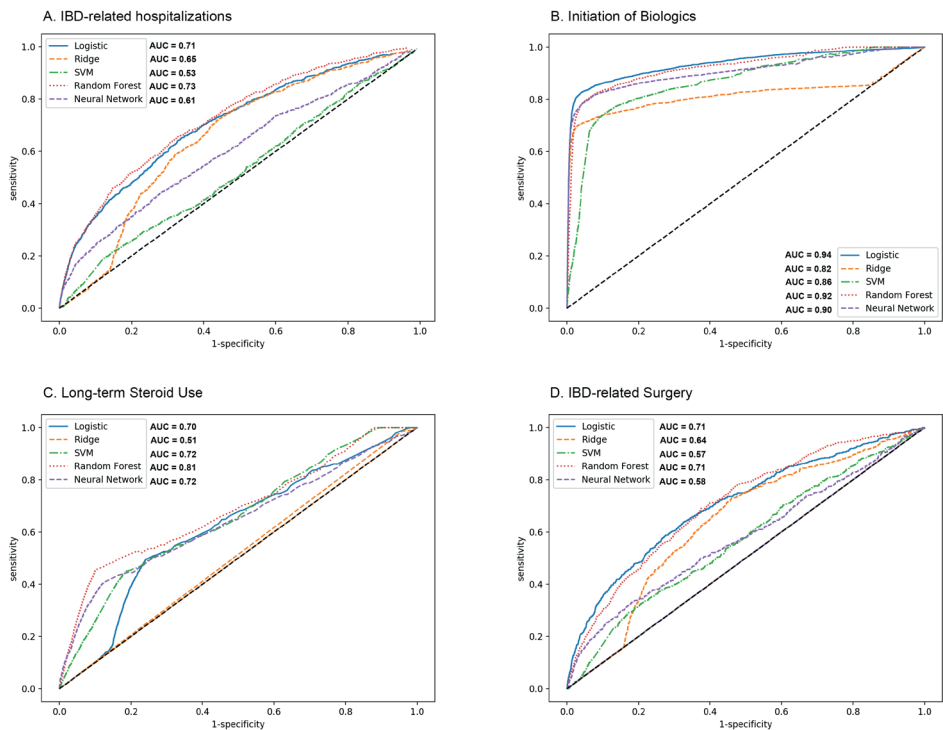 A. IBD-related hospitalizations
1.0
0.8
0.6
0.4
0.2
0.0
sensitivity
Logistic AUC = 0.71
Ridge AUC = 0.65
SVM AUC = 0.53
Random Forest AUC = 0.73
Neural Network AUC = 0.61
0.0 0.2 0.4 0.6 0.8 1.0
1-specificity
B. Initiation of Biologics
1.0
0.8
0.6
0.4
0.2
0.0
sensitivity
AUC = 0.94 Logistic
AUC = 0.82 Ridge
AUC = 0.86 SVM
AUC = 0.92 Random Forest
AUC = 0.90 Neural Network
0.0 0.2 0.4 0.6 0.8 1.0
1-specificity
C. Long-term Steroid Use
1.0
0.8
0.6
0.4
0.2
0.0
sensitivity
Logistic AUC = 0.70
Ridge AUC = 0.51
SVM AUC = 0.72
Random Forest AUC = 0.81
Neural Network AUC = 0.72
0.0 0.2 0.4 0.6 0.8 1.0
1-specificity
D. IBD-related Surgery
1.0
0.8
0.6
0.4
0.2
0.0
sensitivity
Logistic AUC = 0.71
Ridge AUC = 0.64
SVM AUC = 0.57
Random Forest AUC = 0.71
Neural Network AUC = 0.58
0.0 0.2 0.4 0.6 0.8 1.0
1-specificity